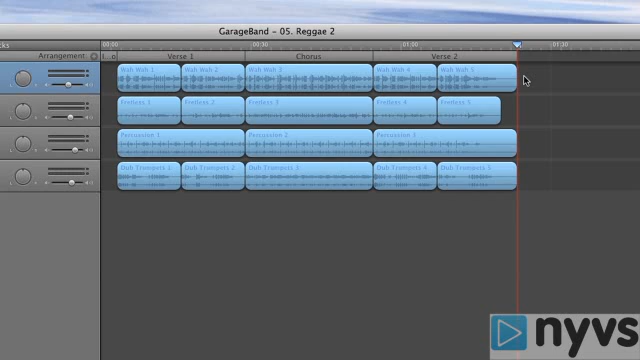 GarageBand - 05. Reggae 2
cks
00:00 00:30 01:00 01:30
Arrangement Verse 1 Chorus Verse 2
Wah Wah 1 Wah Wah 2 Wah Wah 3 Wah Wah 4 Wah Wah 5
Fretless 1 Fretless 2 Fretless 3 Fretless 4 Fretless 5
Percussion 1 Percussion 2 Percussion 3
Dub Trumpets 1 Dub Trumpets 2 Dub Trumpets 3 Dub Trumpets 4 Dub Trumpets 5
nyvs